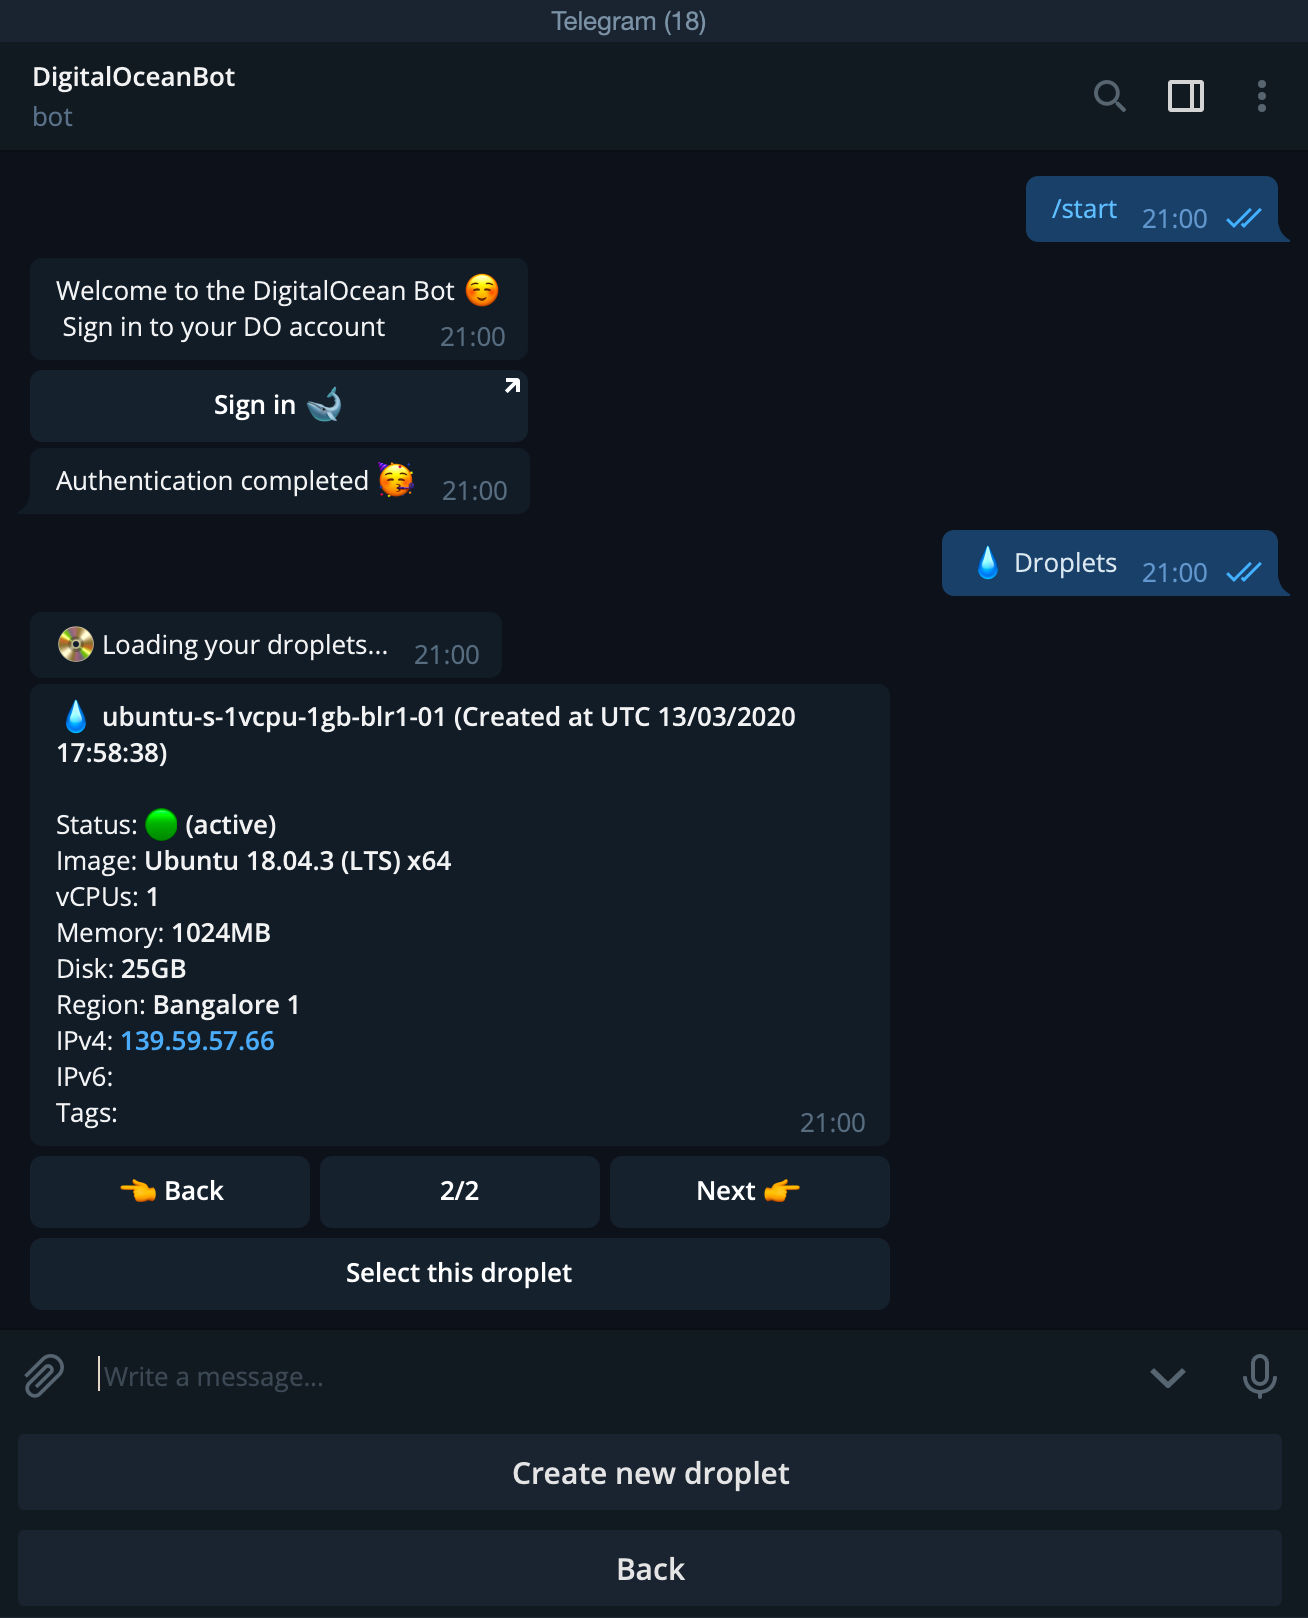 Telegram (18)
DigitalOceanBot
bot
/start 21:00
Welcome to the DigitalOcean Bot ☺️
Sign in to your DO account 21:00
Sign in 🐋
Authentication completed 🥳 21:00
💧 Droplets 21:00
📀 Loading your droplets... 21:00
💧 ubuntu-s-1vcpu-1gb-blr1-01 (Created at UTC 13/03/2020
17:58:38)
Status: 🟢 (active)
Image: Ubuntu 18.04.3 (LTS) x64
vCPUs: 1
Memory: 1024MB
Disk: 25GB
Region: Bangalore 1
IPv4: 139.59.57.66
IPv6:
Tags:
21:00
👈 Back 2/2 Next 👉
Select this droplet
Write a message...
Create new droplet
Back